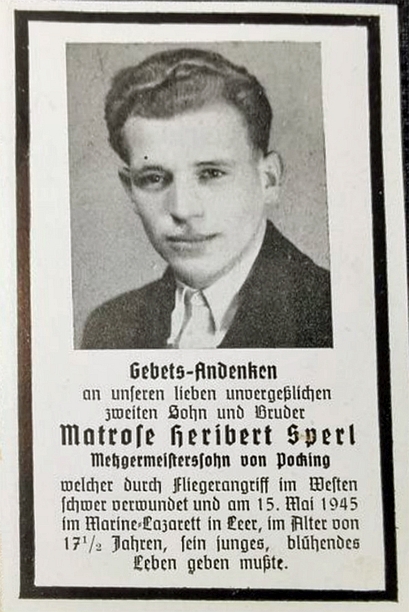 Gebets-Andenken
an unseren lieben unvergeßlichen
zweiten Sohn und Bruder
Matrose Heribert Sperl
Metzgermeisterssohn von Pocking
welcher durch Fliegerangriff im Westen
schwer verwundet und am 15. Mai 1945
im Marine-Lazarett in Leer, im Alter von
17½ Jahren, sein junges, blühendes
Leben geben mußte.